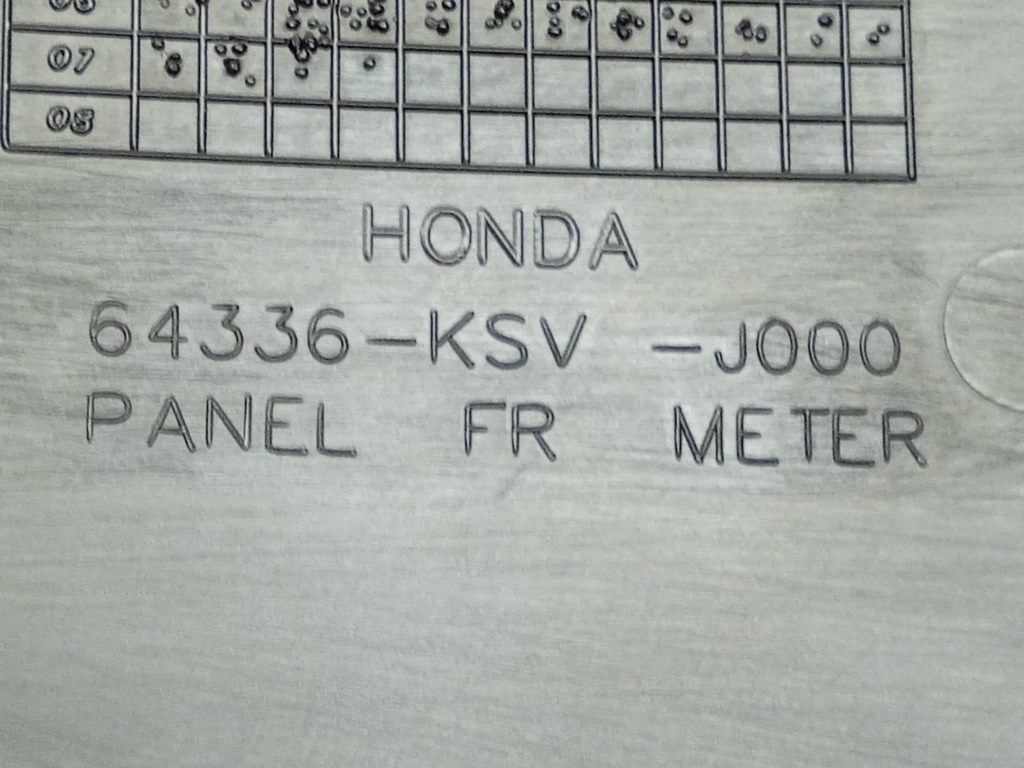 07
08
HONDA
64336-KSV -J000
PANEL FR METER